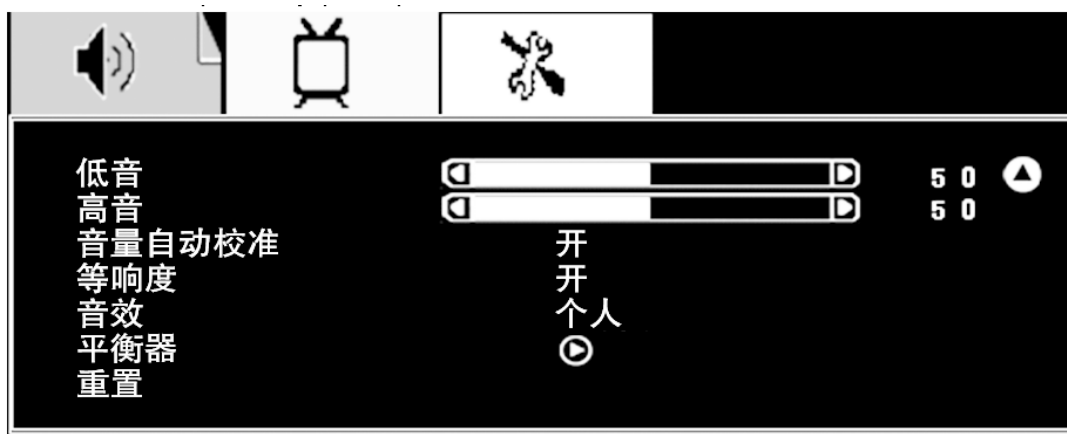 低音 50
高音 50
音量自动校准 开
等响度 开
音效 个人
平衡器
重置